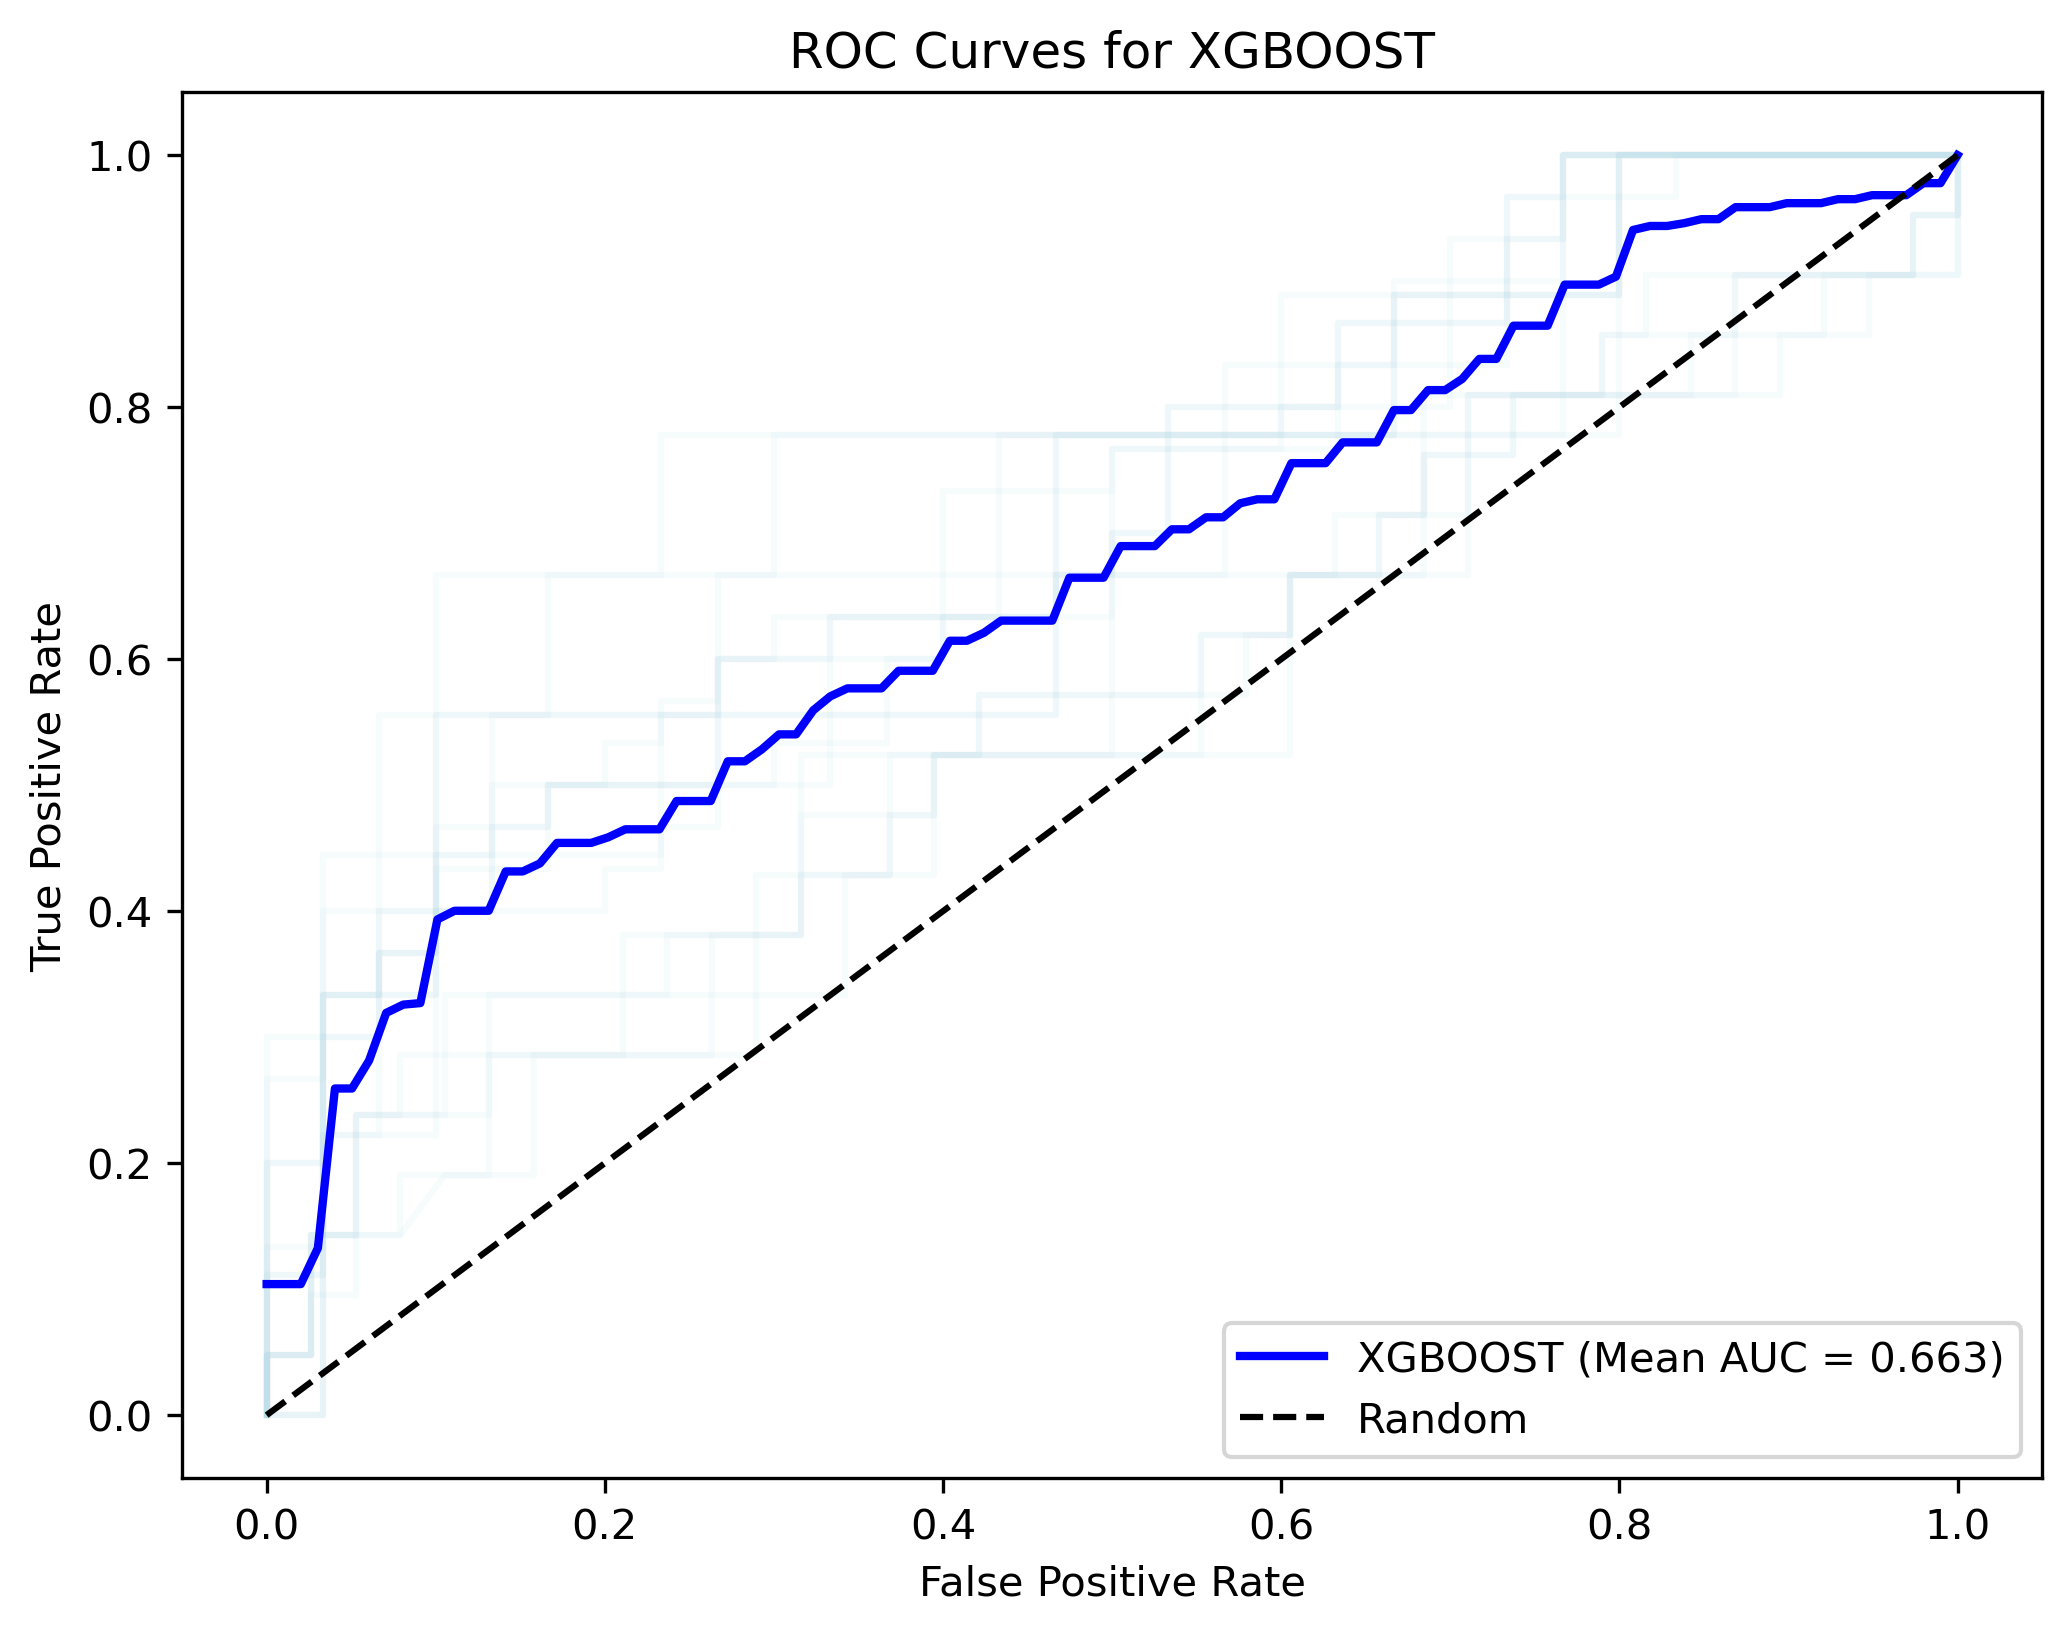 ROC Curves for XGBOOST
True Positive Rate
1.0
0.8
0.6
0.4
0.2
0.0
XGBOOST (Mean AUC = 0.663)
Random
0.0 0.2 0.4 0.6 0.8 1.0
False Positive Rate